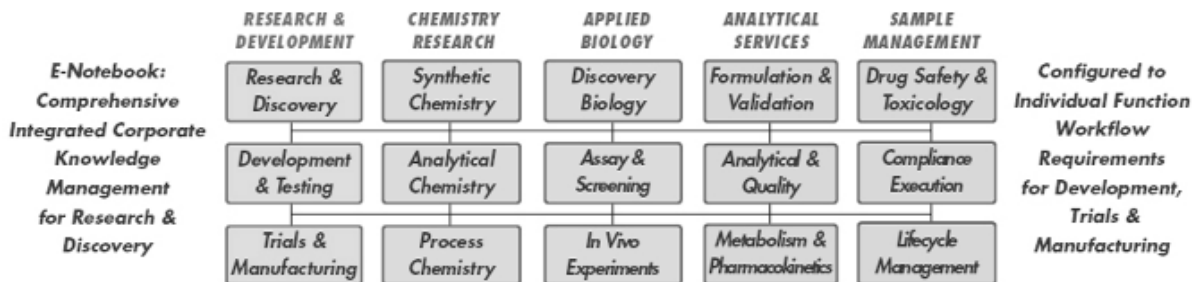 RESEARCH &
DEVELOPMENT
CHEMISTRY
RESEARCH
APPLIED
BIOLOGY
ANALYTICAL
SERVICES
SAMPLE
MANAGEMENT
E-Notebook:
Comprehensive
Integrated Corporate
Knowledge
Management
for Research &
Discovery
Research &
Discovery
Synthetic
Chemistry
Discovery
Biology
Formulation &
Validation
Drug Safety &
Toxicology
Development
& Testing
Analytical
Chemistry
Assay &
Screening
Analytical &
Quality
Compliance
Execution
Trials &
Manufacturing
Process
Chemistry
In Vivo
Experiments
Metabolism &
Pharmacokinetics
Lifecycle
Management
Configured to
Individual Function
Workflow
Requirements
for Development,
Trials &
Manufacturing